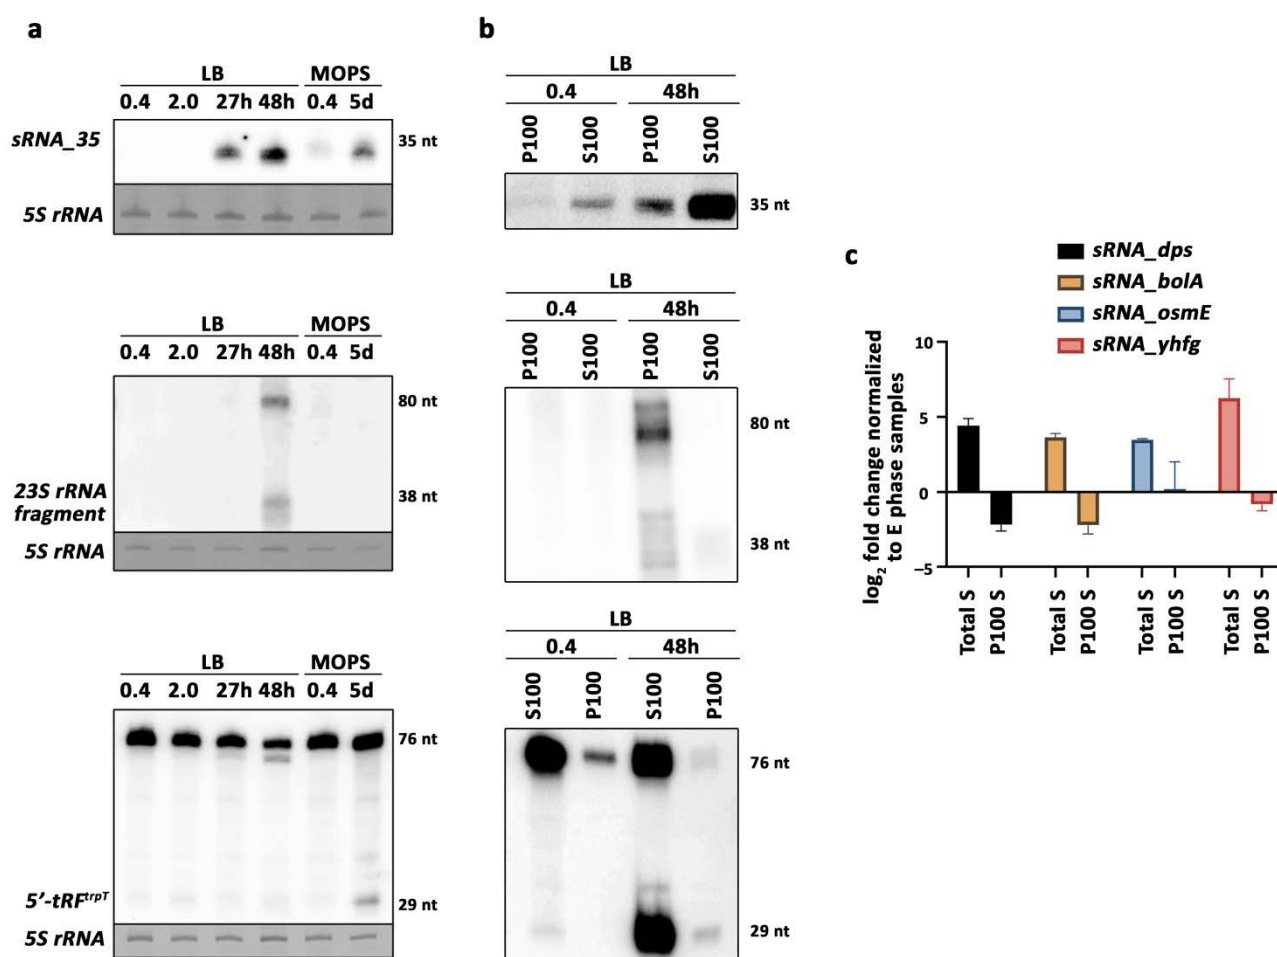 a
LB MOPS
0.4 2.0 27h 48h 0.4 5d
sRNA_35
35 nt
5S rRNA
LB MOPS
0.4 2.0 27h 48h 0.4 5d
80 nt
38 nt
23S rRNA
fragment
5S rRNA
LB MOPS
0.4 2.0 27h 48h 0.4 5d
76 nt
5'-tRFtrpT
29 nt
5S rRNA
b
LB
0.4 48h
P100 S100 P100 S100
35 nt
LB
0.4 48h
P100 S100 P100 S100
80 nt
38 nt
LB
0.4 48h
S100 P100 S100 P100
76 nt
29 nt
c
sRNA_dps
sRNA_bolA
sRNA_osmE
sRNA_yhfg
log2 fold change normalized
to E phase samples
10
5
0
–5
Total S P100 S Total S P100 S Total S P100 S Total S P100 S